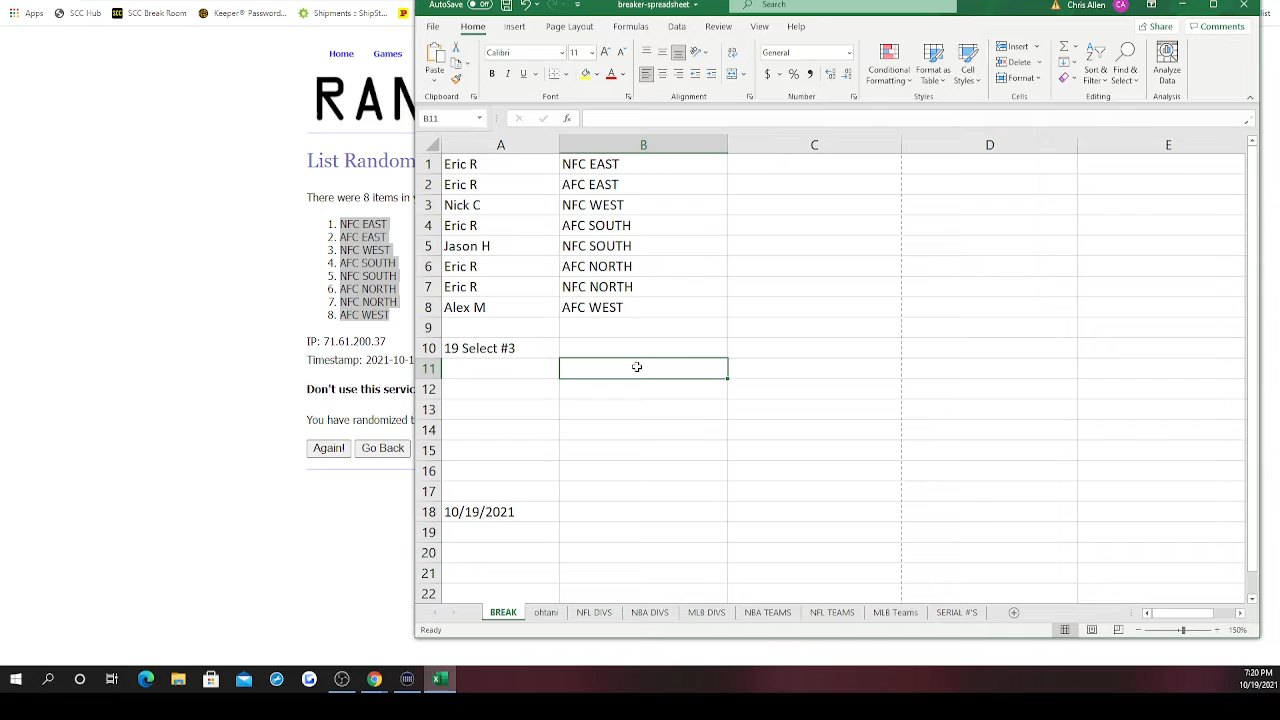 Apps SCC Hub SCC Break Room Keeper® Password... Shipments :: ShipSt...
AutoSave Off breaker-spreadsheet Search Chris Allen
File Home Insert Page Layout Formulas Data Review View Help Share Comments
Home Games
RAN
List Random
There were 8 items in y
1. NFC EAST
2. AFC EAST
3. NFC WEST
4. AFC SOUTH
5. NFC SOUTH
6. AFC NORTH
7. NFC NORTH
8. AFC WEST
IP: 71.61.200.37
Timestamp: 2021-10-1
Don't use this servic
You have randomized t
Again! Go Back
Calibri 11 General
Paste
B I U A
$ % ,
Conditional Formatting
Format as Table
Cell Styles
Insert
Delete
Format
Sort & Filter
Find & Select
Analyze Data
Clipboard Font Alignment Number Styles Cells Editing Analysis
B11 fx
A B C D E
1 Eric R NFC EAST
2 Eric R AFC EAST
3 Nick C NFC WEST
4 Eric R AFC SOUTH
5 Jason H NFC SOUTH
6 Eric R AFC NORTH
7 Eric R NFC NORTH
8 Alex M AFC WEST
9
10 19 Select #3
11
12
13
14
15
16
17
18 10/19/2021
19
20
21
22
BREAK ohtani NFL DIVS NBA DIVS MLB DIVS NBA TEAMS NFL TEAMS MLB Teams SERIAL #'S
Ready 150%
7:20 PM
10/19/2021